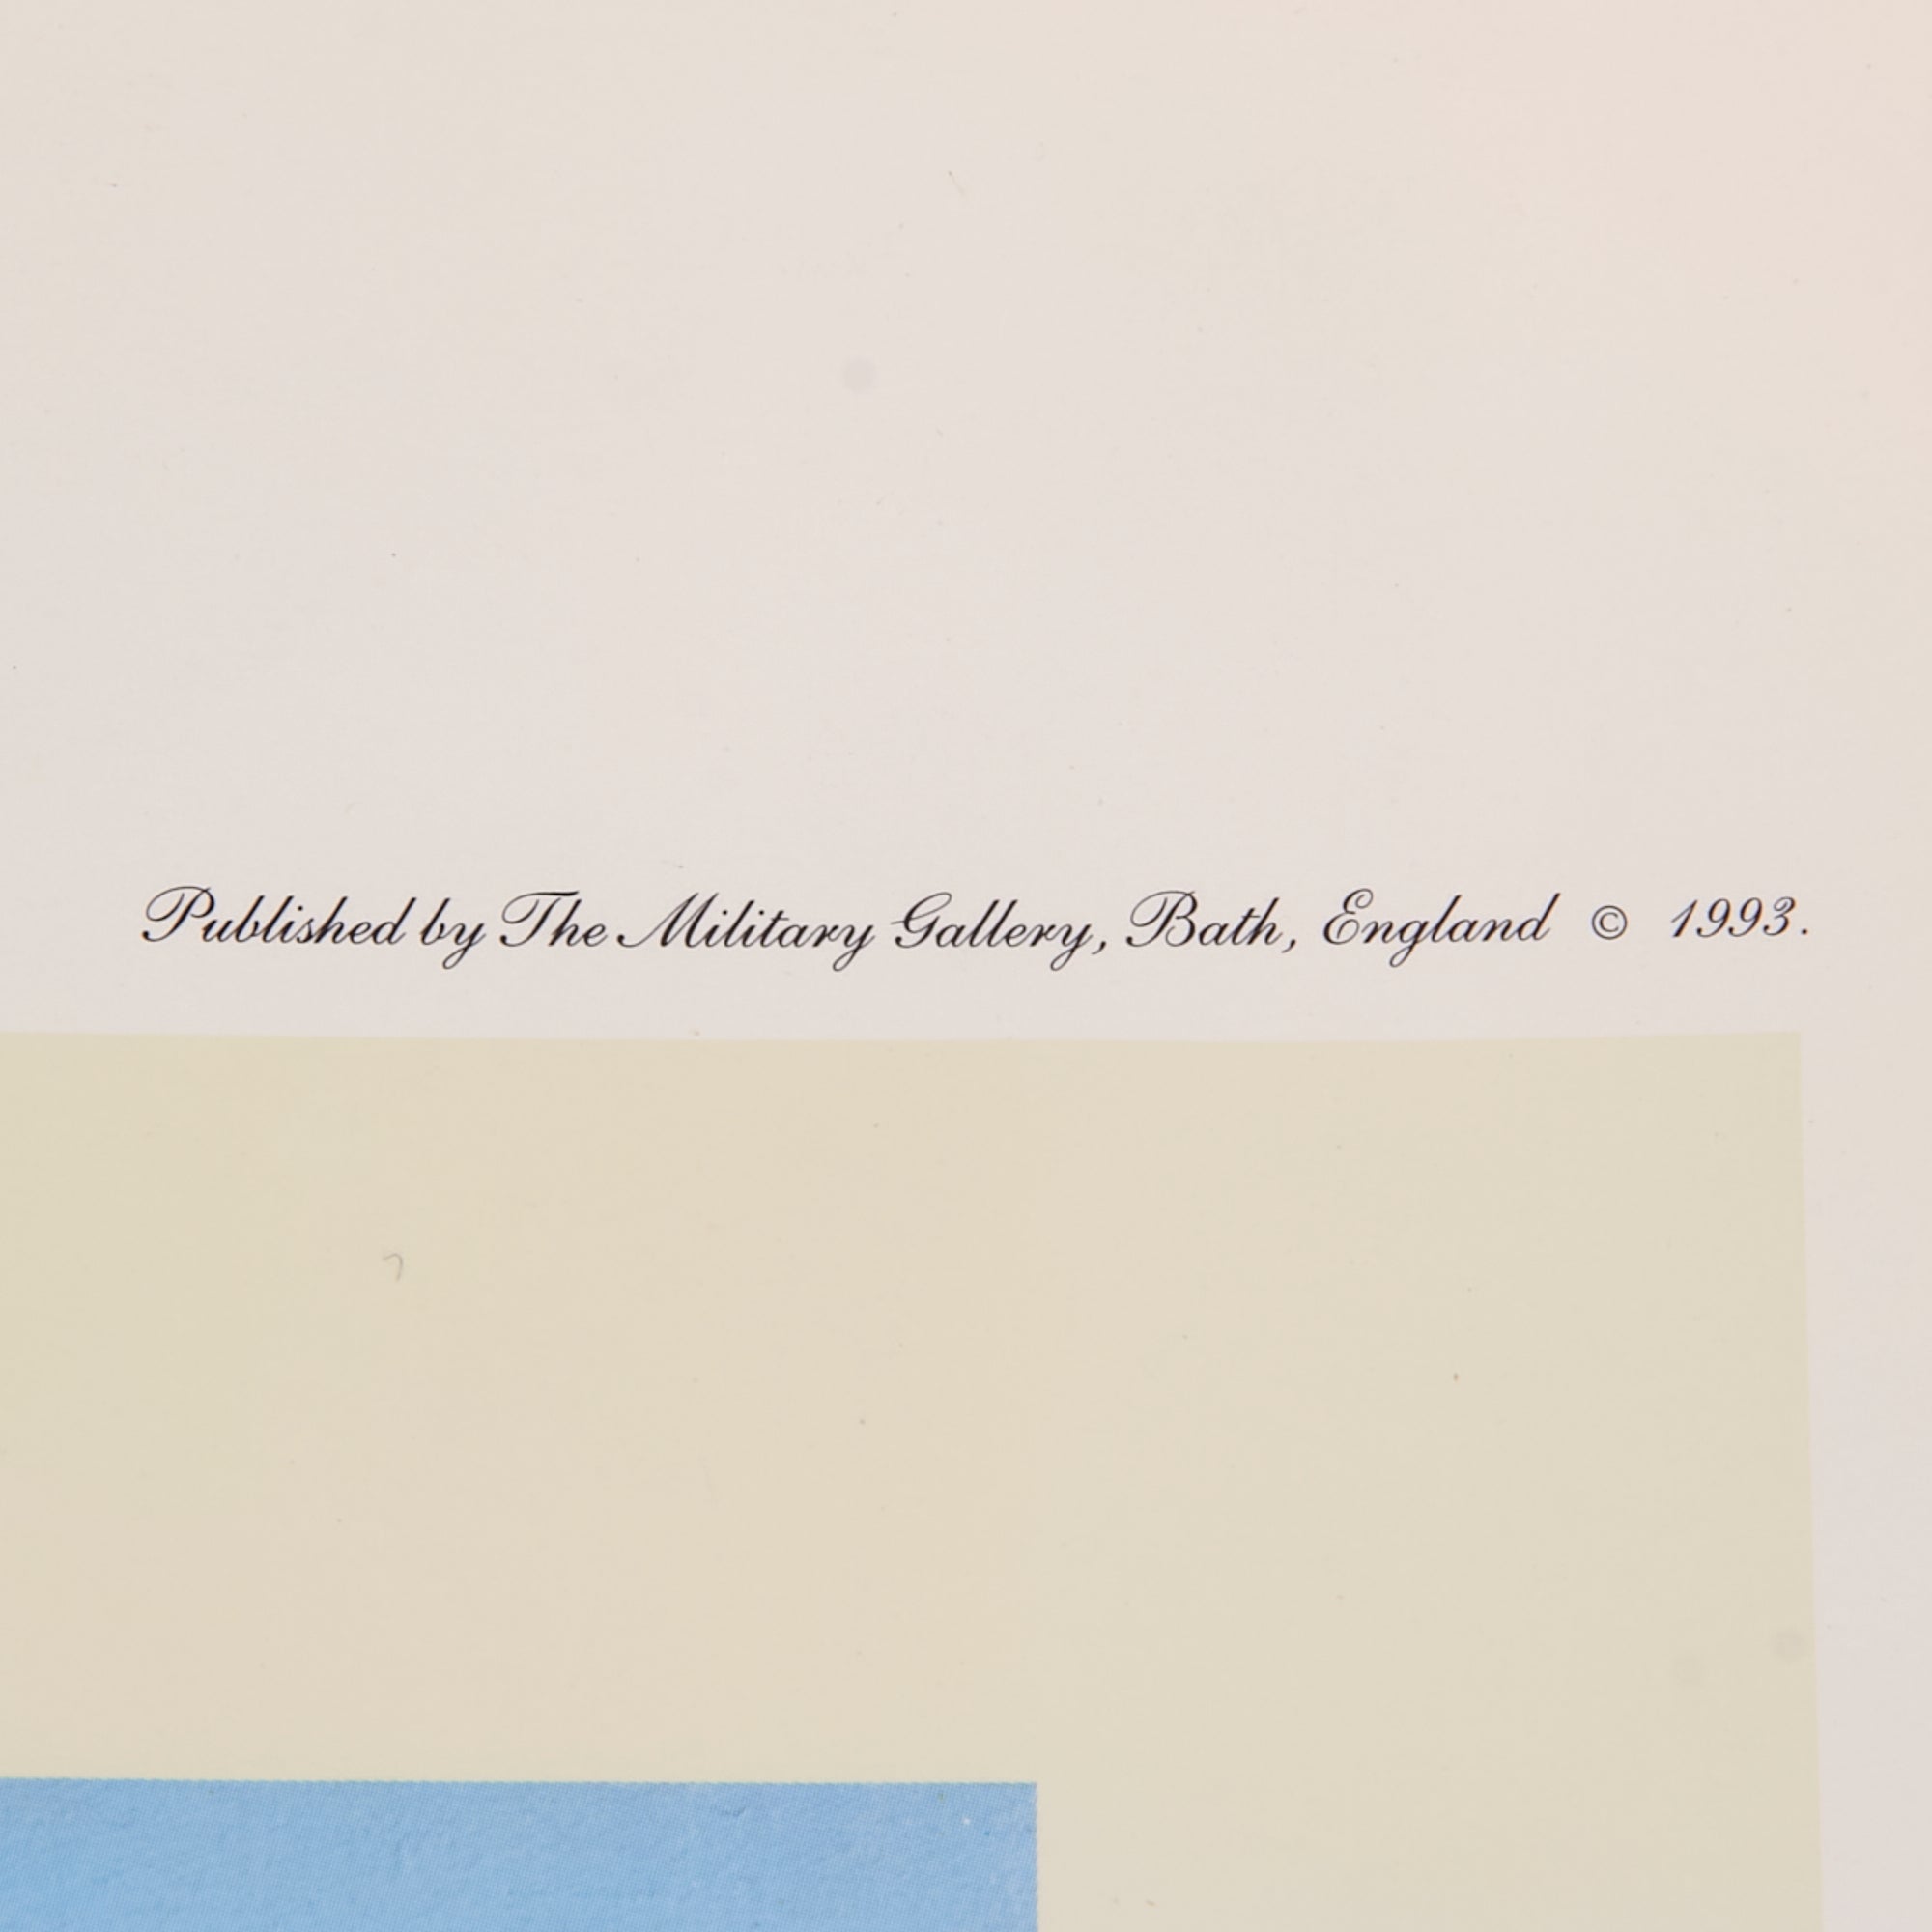 Published by The Military Gallery, Bath, England © 1993.